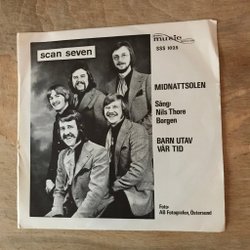 scan seven
music
SSS 1025
MIDNATTSOLEN
Sång:
Nils Thore
Borgen
BARN UTAV
VÅR TID
Foto:
AB Fotografen, Östersund